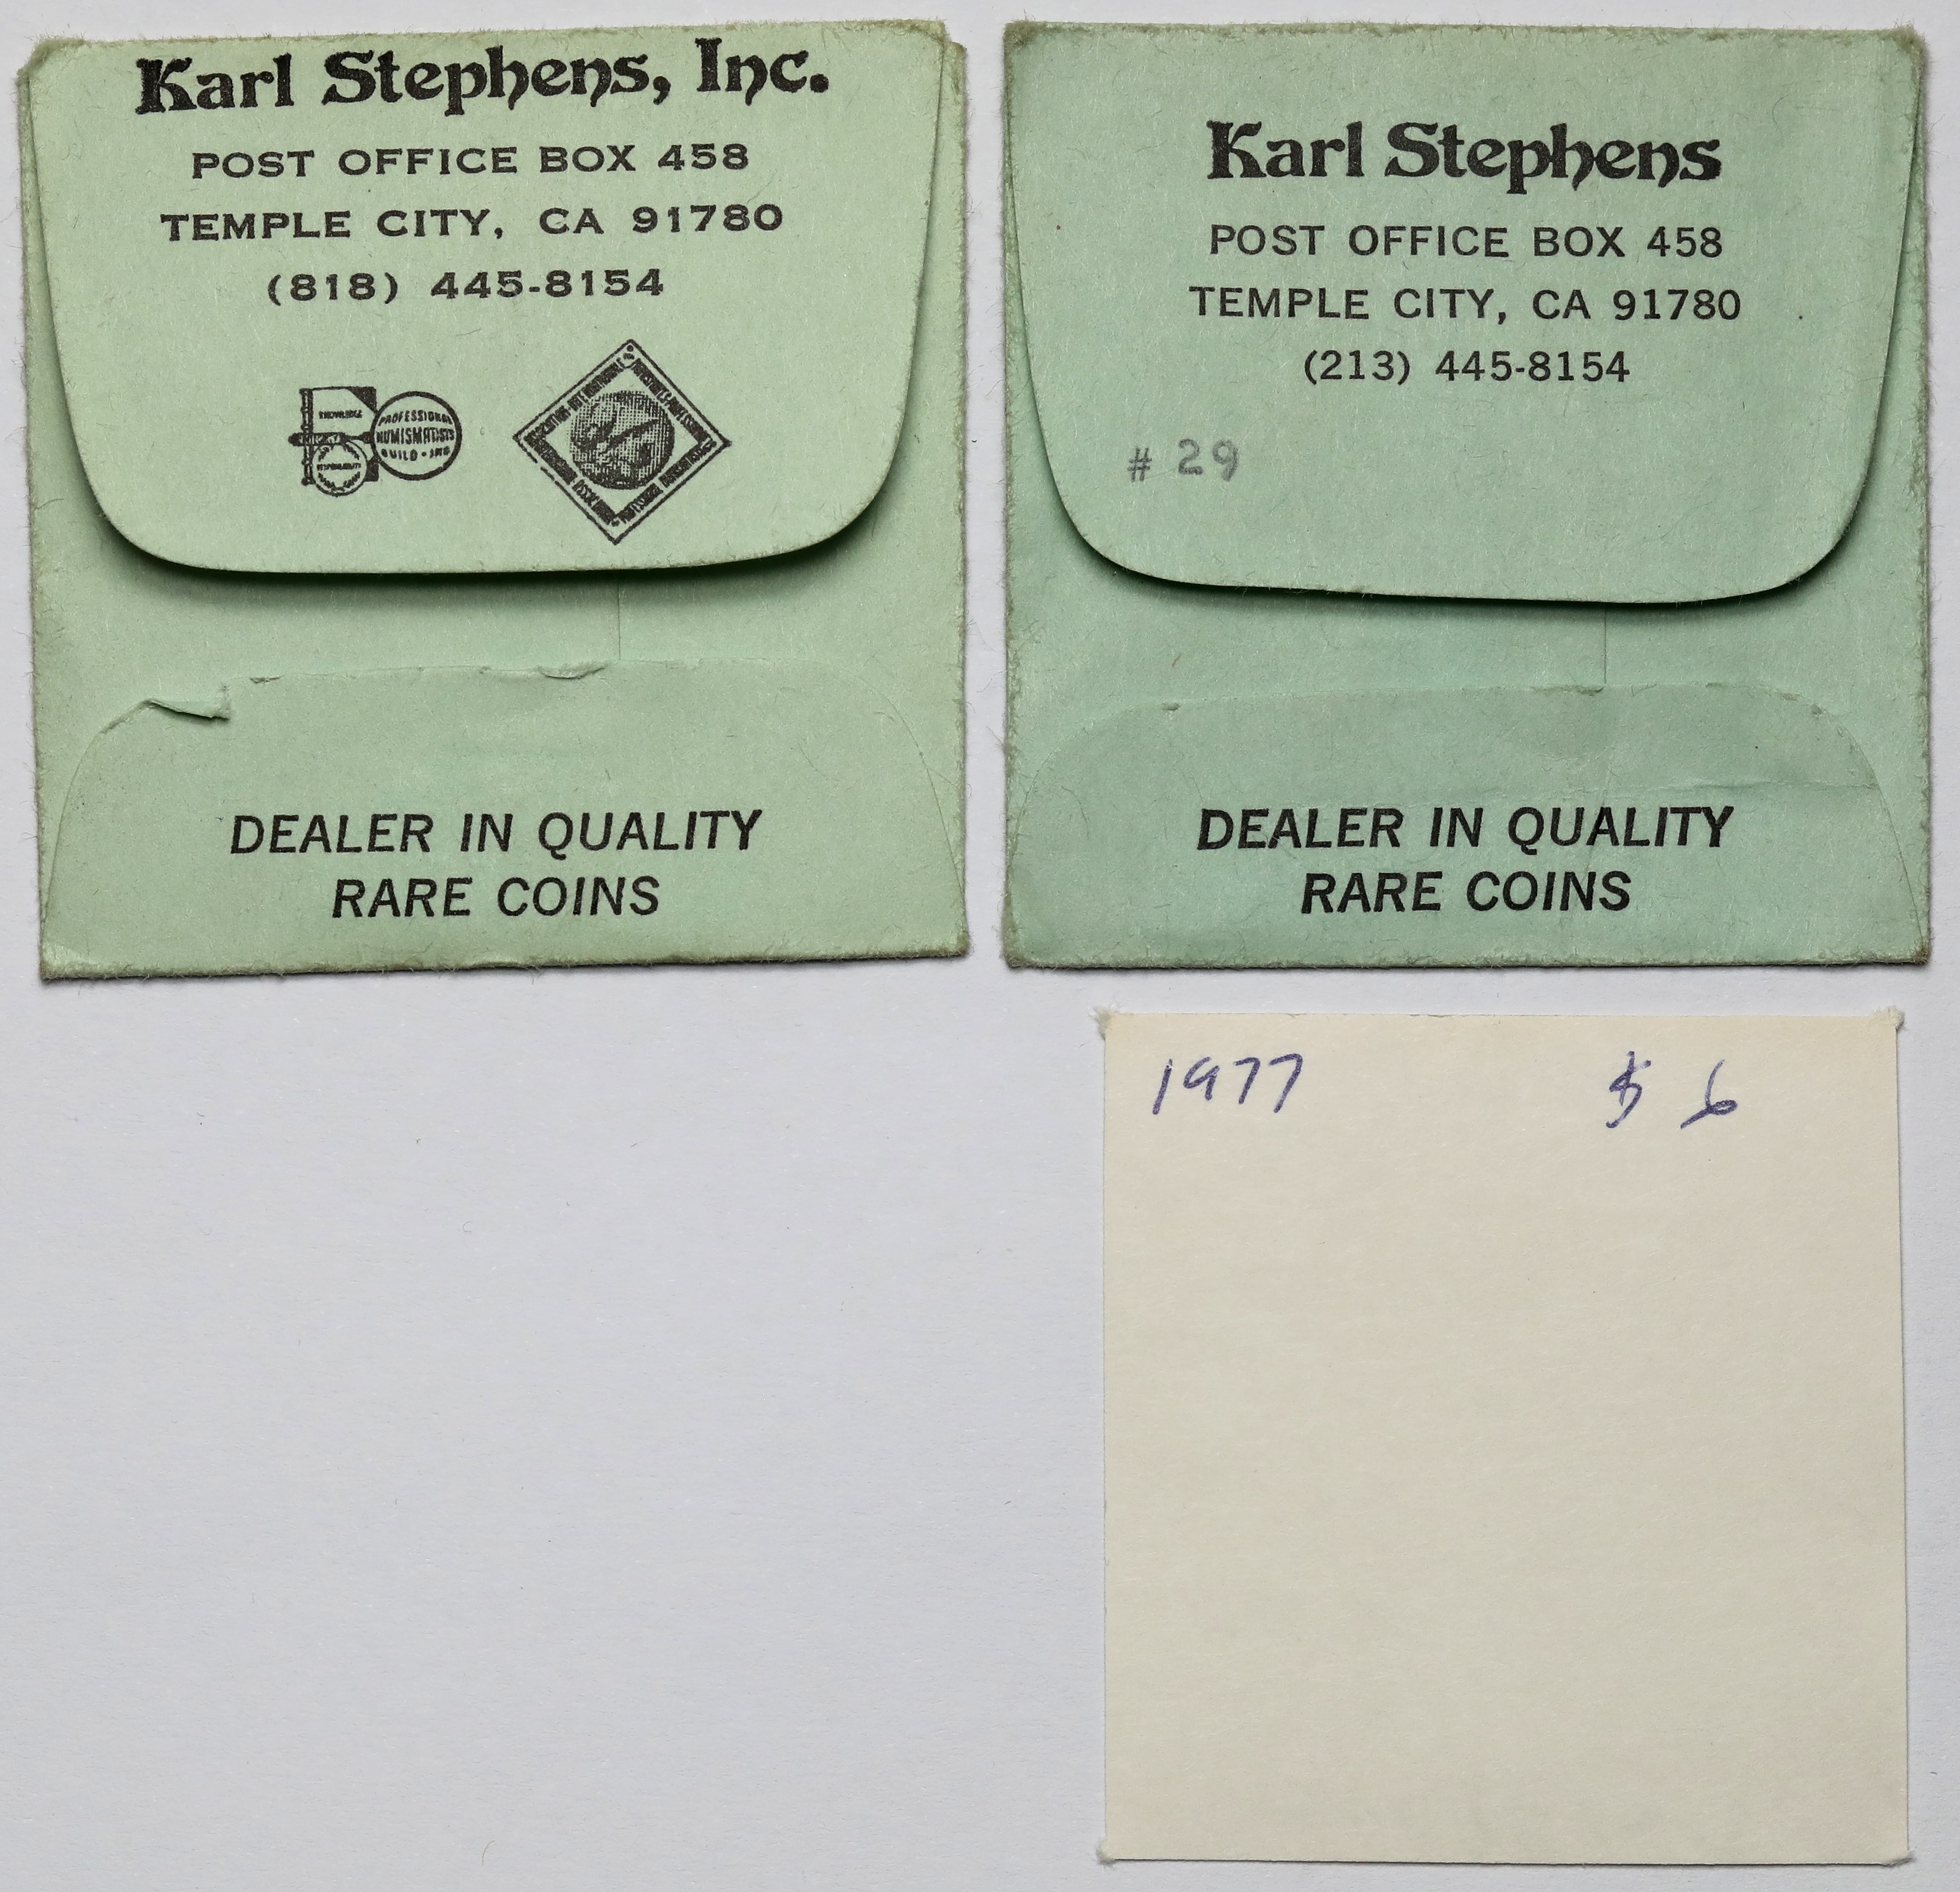 Karl Stephens, Inc.
POST OFFICE BOX 458
TEMPLE CITY, CA 91780
(818) 445-8154
KNOWLEDGE
PROFESSIONAL
NUMISMATISTS
GUILD - INC
DEALER IN QUALITY
RARE COINS
Karl Stephens
POST OFFICE BOX 458
TEMPLE CITY, CA 91780
(213) 445-8154
# 29
DEALER IN QUALITY
RARE COINS
1977 $ 6